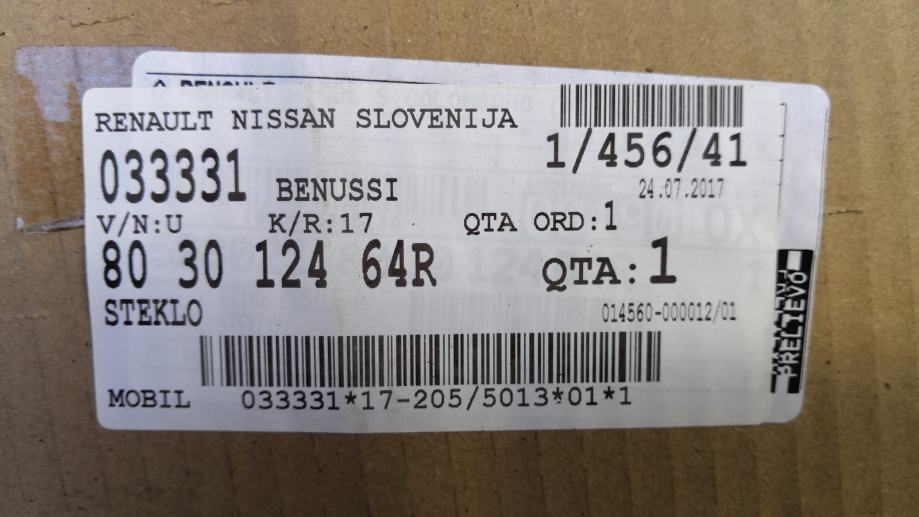 RENAULT NISSAN SLOVENIJA
1/456/41
033331 BENUSSI
24.07.2017
V/N:U K/R:17 QTA ORD:1
80 30 124 64R QTA:1
STEKLO
014560-000012/01
MOBIL 033331*17-205/5013*01*1
PRELIEVO